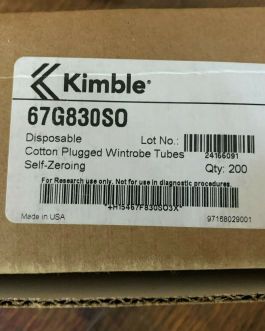 Kimble®
67G830SO
Disposable Lot No.:
24166091
Cotton Plugged Wintrobe Tubes
Self-Zeroing Qty: 200
For Research use only. Not for use in diagnostic procedures.
*+H15467F830SO3X*
Made in USA 97168029001